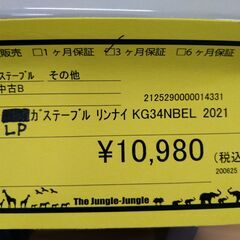 販売 1ヶ月保証 ✓3ヶ月保証 6ヶ月保証
ガステーブル その他
中古B
2125290000014331
ガステーブル リンナイ KG34NBEL 2021
LP
¥10,980(税込
200825
The Jungle-Jungle